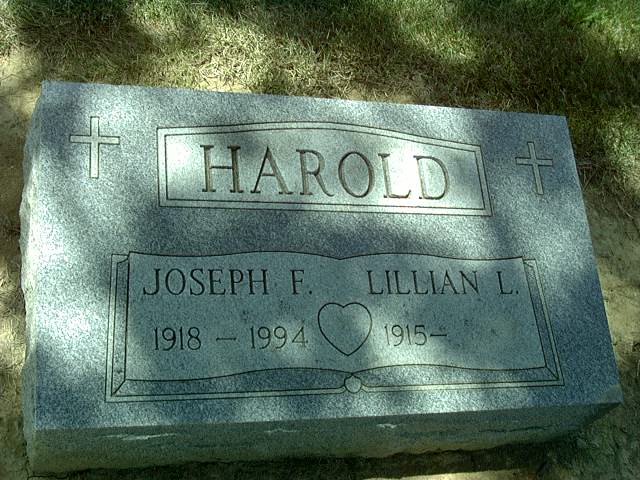 HAROLD
JOSEPH F. LILLIAN L.
1918 – 1994 1915–